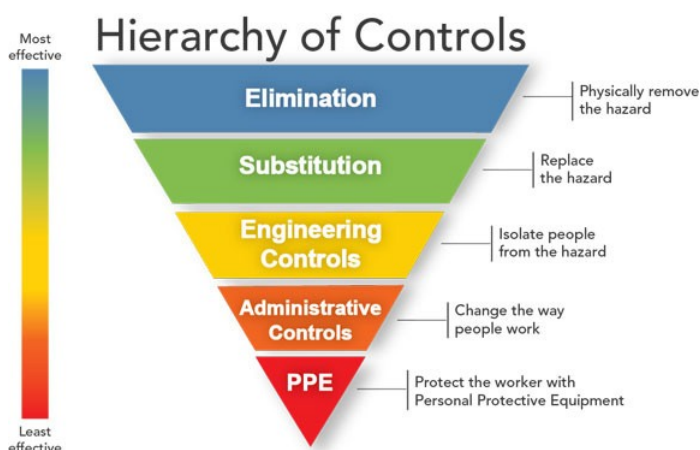 Hierarchy of Controls
Most
effective
Elimination
Physically remove
the hazard
Substitution
Replace
the hazard
Engineering
Controls
Isolate people
from the hazard
Administrative
Controls
Change the way
people work
PPE
Protect the worker with
Personal Protective Equipment
Least
effective